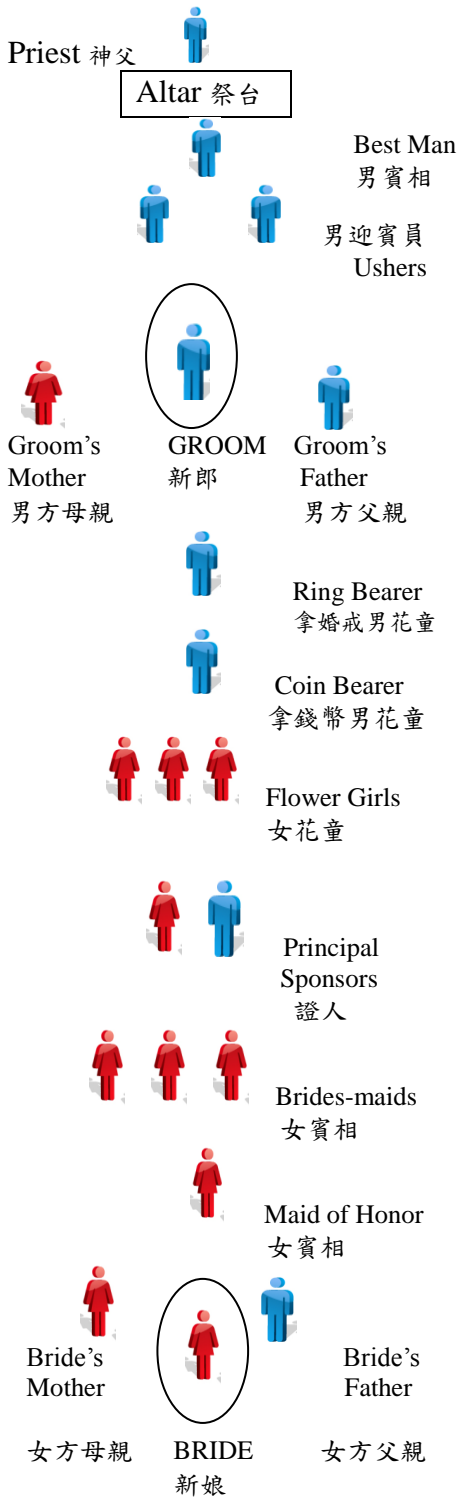 Priest 神父
Altar 祭台
Best Man
男賓相
男迎賓員
Ushers
Groom's
Mother
男方母親
GROOM
新郎
Groom's
Father
男方父親
Ring Bearer
拿婚戒男花童
Coin Bearer
拿錢幣男花童
Flower Girls
女花童
Principal
Sponsors
證人
Brides-maids
女賓相
Maid of Honor
女賓相
Bride's
Mother
女方母親
BRIDE
新娘
Bride's
Father
女方父親